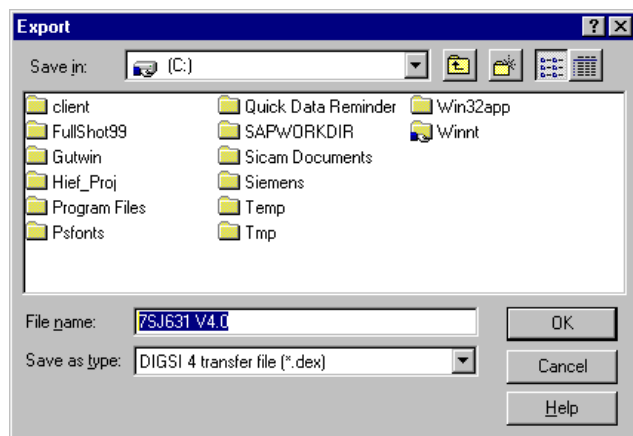 Export
Save in: (C:)
client
FullShot99
Gutwin
Hief_Proj
Program Files
Psfonts
Quick Data Reminder
SAPWORKDIR
Sicam Documents
Siemens
Temp
Tmp
Win32app
Winnt
File name: 7SJ631 V4.0
OK
Save as type: DIGSI 4 transfer file (*.dex)
Cancel
Help